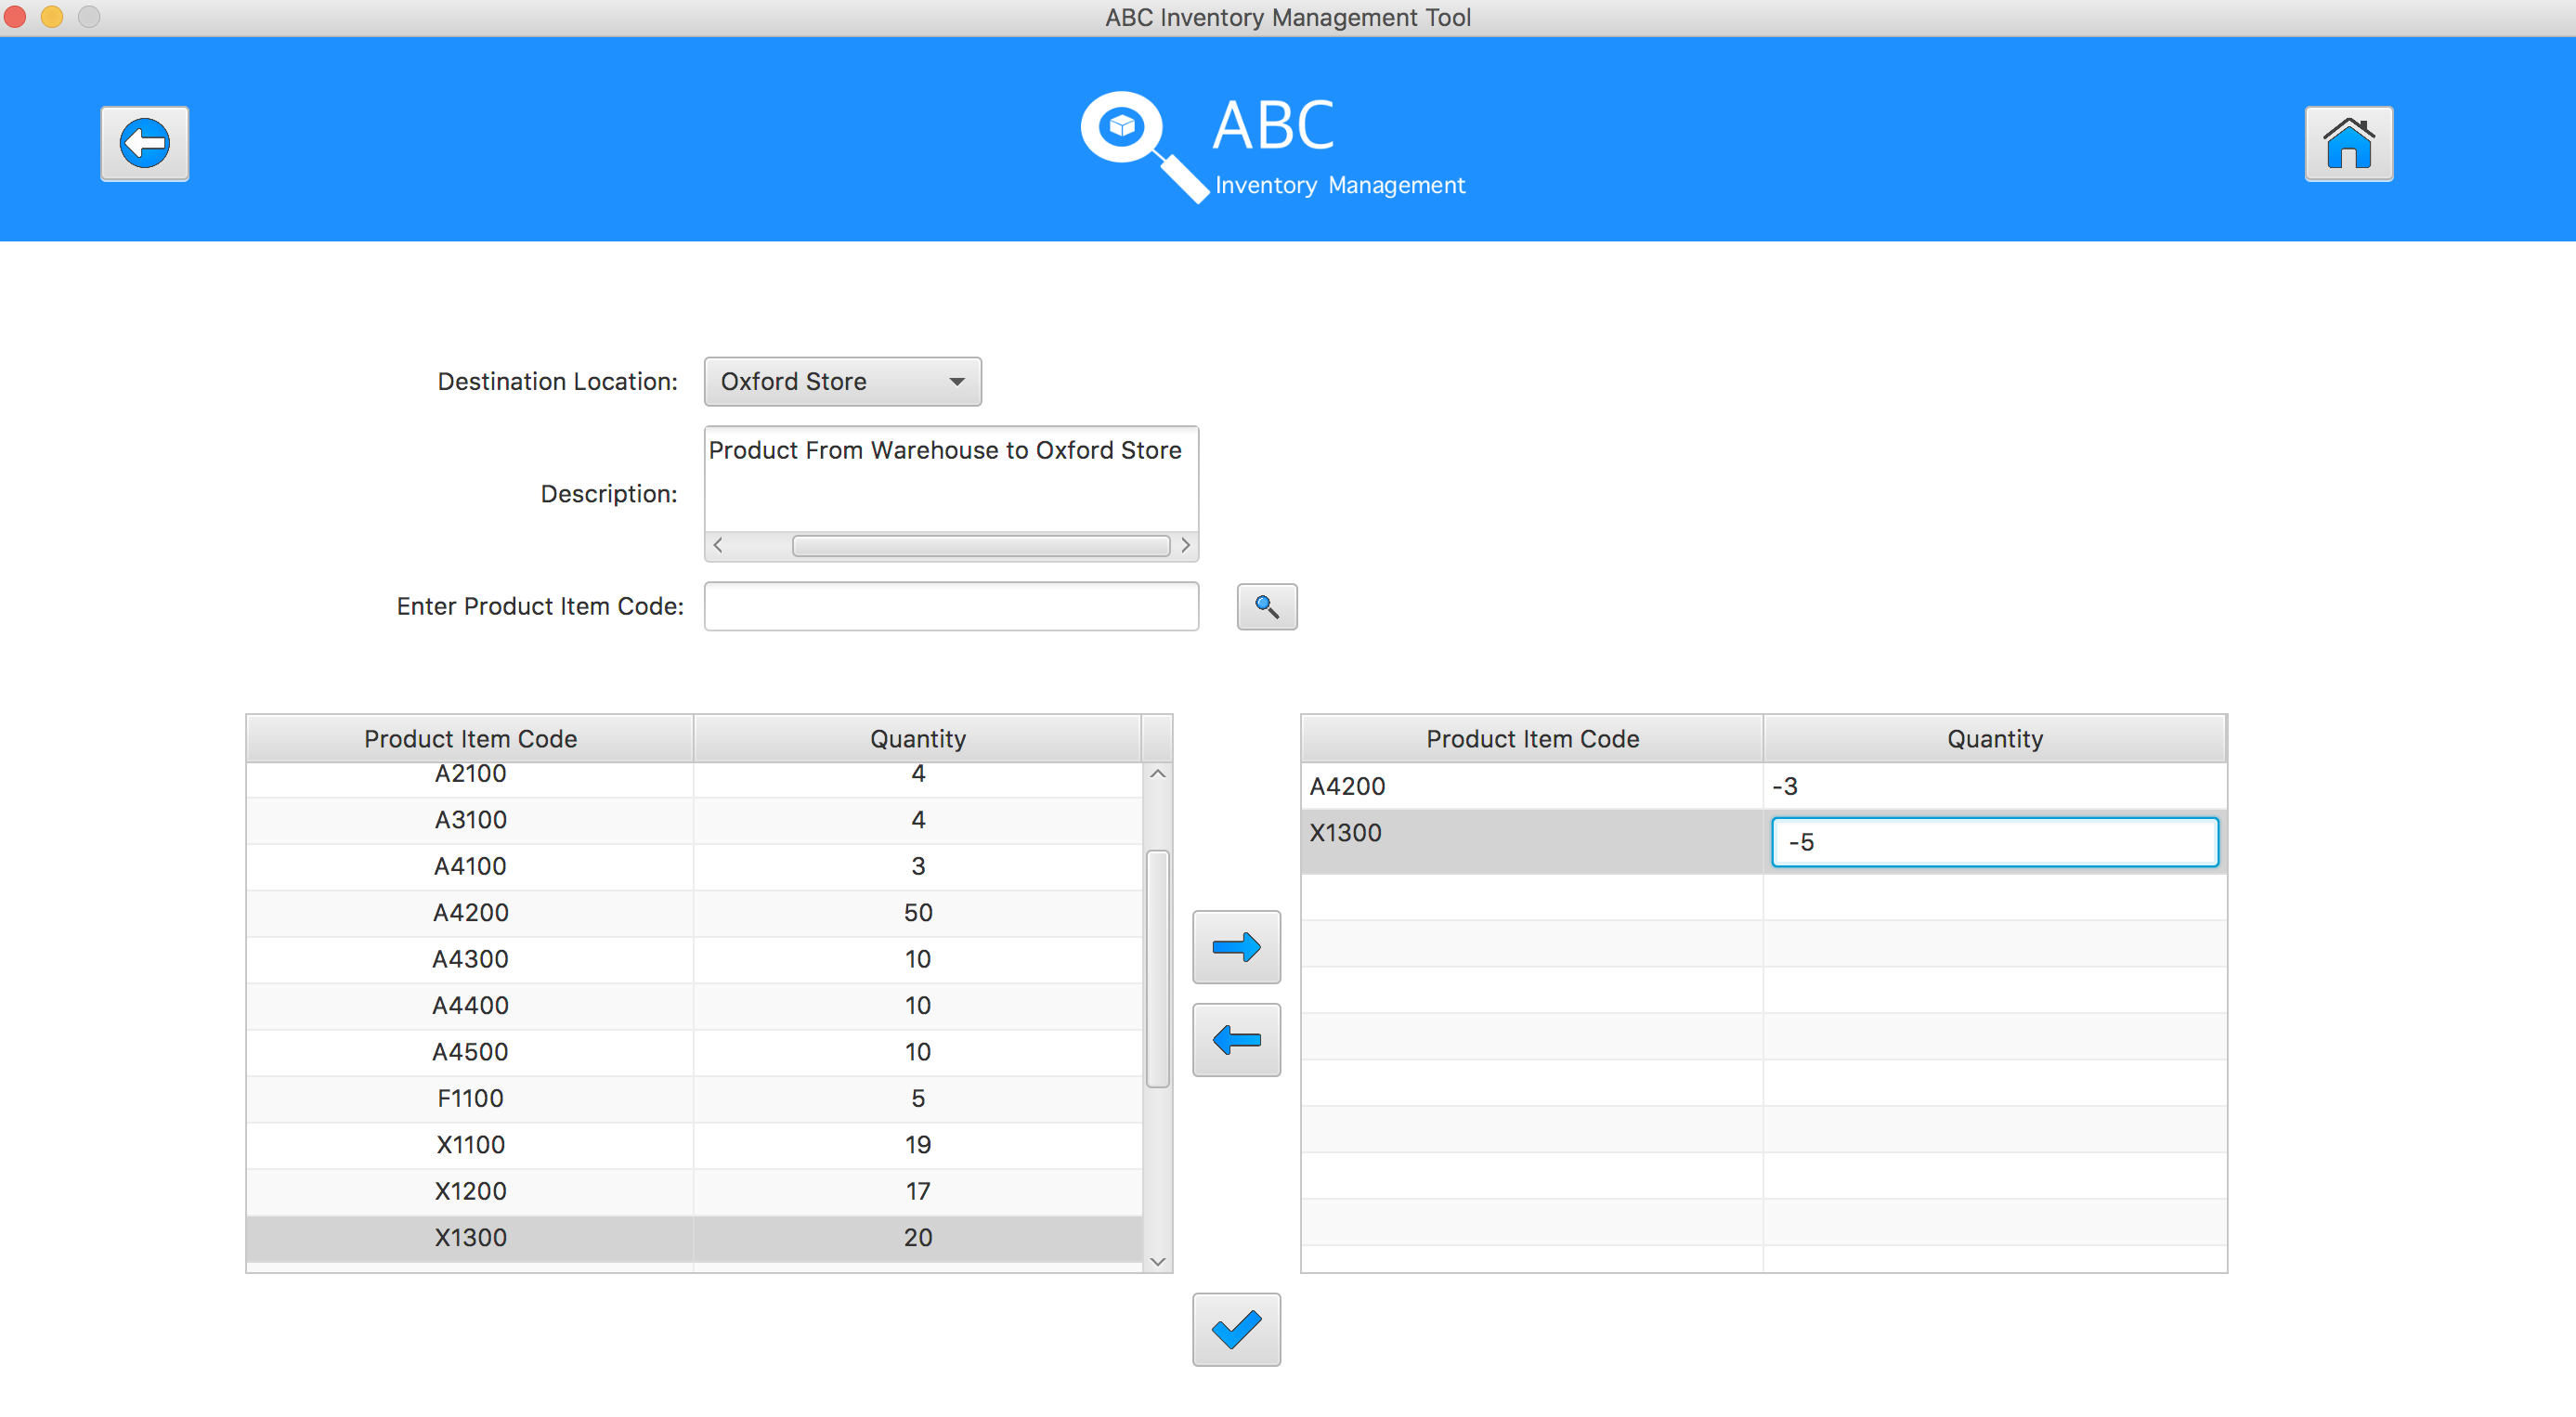 ABC Inventory Management Tool
ABC
Inventory Management
Destination Location: Oxford Store
Product From Warehouse to Oxford Store
Description:
Enter Product Item Code:
Product Item Code Quantity
A2100 4
A3100 4
A4100 3
A4200 50
A4300 10
A4400 10
A4500 10
F1100 5
X1100 19
X1200 17
X1300 20
Product Item Code Quantity
A4200 -3
X1300 -5